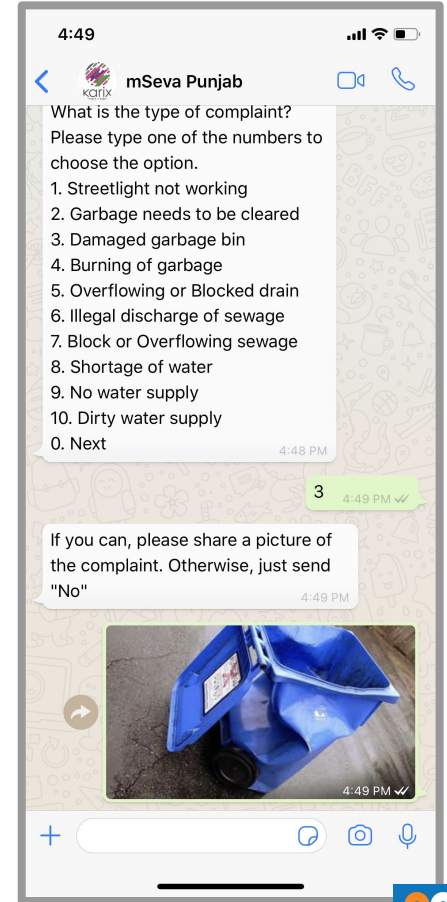 4:49
karix
mSeva Punjab
What is the type of complaint?
Please type one of the numbers to
choose the option.
1. Streetlight not working
2. Garbage needs to be cleared
3. Damaged garbage bin
4. Burning of garbage
5. Overflowing or Blocked drain
6. Illegal discharge of sewage
7. Block or Overflowing sewage
8. Shortage of water
9. No water supply
10. Dirty water supply
0. Next
4:48 PM
3
4:49 PM
If you can, please share a picture of
the complaint. Otherwise, just send
"No"
4:49 PM
4:49 PM